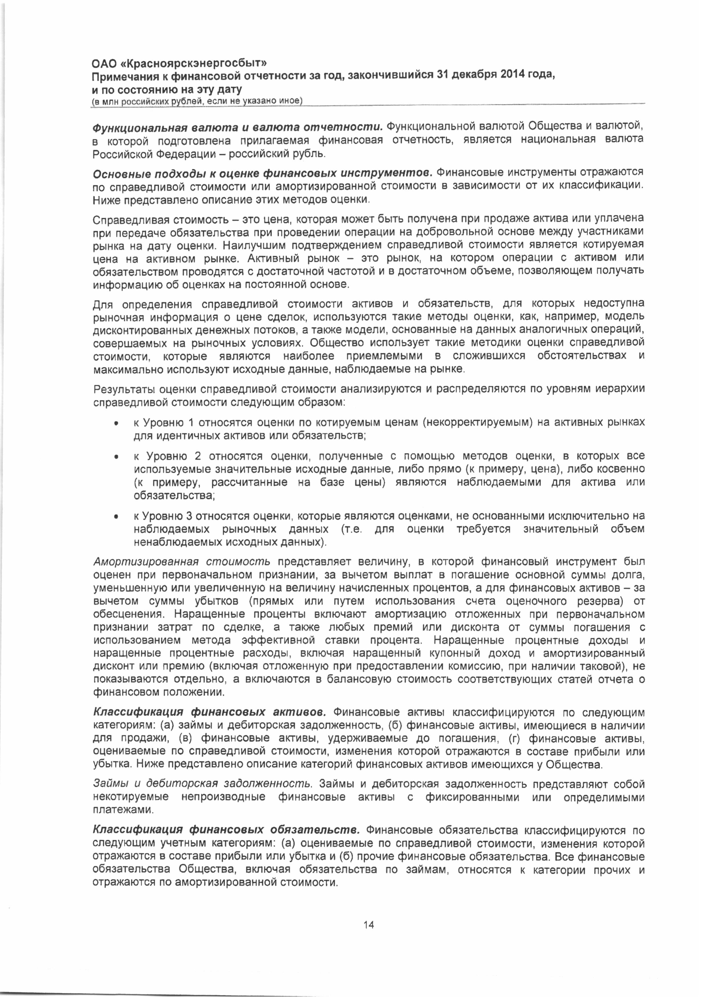 ОАО «Красноярскэнергосбыт»
Примечания к финансовой отчетности за год, закончившийся 31 декабря 2014 года,
и по состоянию на эту дату
(в млн российских рублей, если не указано иное)
Функциональная валюта и валюта отчетности. Функциональной валютой Общества и валютой,
в которой подготовлена прилагаемая финансовая отчетность, является национальная валюта
Российской Федерации – российский рубль.
Основные подходы к оценке финансовых инструментов. Финансовые инструменты отражаются
по справедливой стоимости или амортизированной стоимости в зависимости от их классификации.
Ниже представлено описание этих методов оценки.
Справедливая стоимость – это цена, которая может быть получена при продаже актива или уплачена
при передаче обязательства при проведении операции на добровольной основе между участниками
рынка на дату оценки. Наилучшим подтверждением справедливой стоимости является котируемая
цена на активном рынке. Активный рынок – это рынок, на котором операции с активом или
обязательством проводятся с достаточной частотой и в достаточном объеме, позволяющем получать
информацию об оценках на постоянной основе.
Для определения справедливой стоимости активов и обязательств, для которых недоступна
рыночная информация о цене сделок, используются такие методы оценки, как, например, модель
дисконтированных денежных потоков, а также модели, основанные на данных аналогичных операций,
совершаемых на рыночных условиях. Общество использует такие методики оценки справедливой
стоимости, которые являются наиболее приемлемыми в сложившихся обстоятельствах и
максимально используют исходные данные, наблюдаемые на рынке.
Результаты оценки справедливой стоимости анализируются и распределяются по уровням иерархии
справедливой стоимости следующим образом:
• к Уровню 1 относятся оценки по котируемым ценам (некорректируемым) на активных рынках
для идентичных активов или обязательств;
• к Уровню 2 относятся оценки, полученные с помощью методов оценки, в которых все
используемые значительные исходные данные, либо прямо (к примеру, цена), либо косвенно
(к примеру, рассчитанные на базе цены) являются наблюдаемыми для актива или
обязательства;
• к Уровню 3 относятся оценки, которые являются оценками, не основанными исключительно на
наблюдаемых рыночных данных (т.е. для оценки требуется значительный объем
ненаблюдаемых исходных данных).
Амортизированная стоимость представляет величину, в которой финансовый инструмент был
оценен при первоначальном признании, за вычетом выплат в погашение основной суммы долга,
уменьшенную или увеличенную на величину начисленных процентов, а для финансовых активов – за
вычетом суммы убытков (прямых или путем использования счета оценочного резерва) от
обесценения. Наращенные проценты включают амортизацию отложенных при первоначальном
признании затрат по сделке, а также любых премий или дисконта от суммы погашения с
использованием метода эффективной ставки процента. Наращенные процентные доходы и
наращенные процентные расходы, включая наращенный купонный доход и амортизированный
дисконт или премию (включая отложенную при предоставлении комиссию, при наличии таковой), не
показываются отдельно, а включаются в балансовую стоимость соответствующих статей отчета о
финансовом положении.
Классификация финансовых активов. Финансовые активы классифицируются по следующим
категориям: (а) займы и дебиторская задолженность, (б) финансовые активы, имеющиеся в наличии
для продажи, (в) финансовые активы, удерживаемые до погашения, (г) финансовые активы,
оцениваемые по справедливой стоимости, изменения которой отражаются в составе прибыли или
убытка. Ниже представлено описание категорий финансовых активов имеющихся у Общества.
Займы и дебиторская задолженность. Займы и дебиторская задолженность представляют собой
некотируемые непроизводные финансовые активы с фиксированными или определимыми
платежами.
Классификация финансовых обязательств. Финансовые обязательства классифицируются по
следующим учетным категориям: (а) оцениваемые по справедливой стоимости, изменения которой
отражаются в составе прибыли или убытка и (б) прочие финансовые обязательства. Все финансовые
обязательства Общества, включая обязательства по займам, относятся к категории прочих и
отражаются по амортизированной стоимости.
14